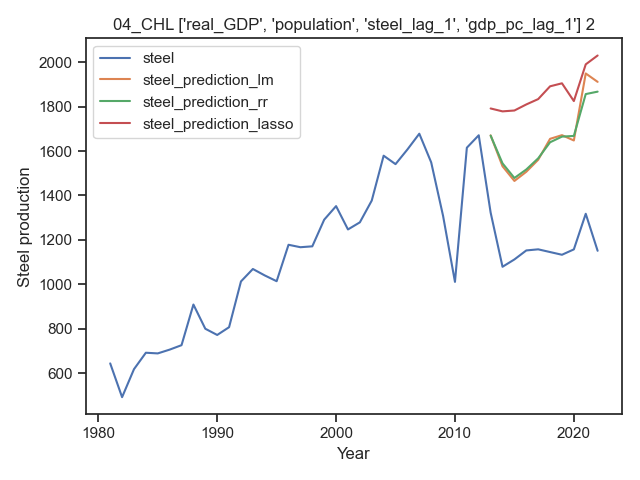 04_CHL ['real_GDP', 'population', 'steel_lag_1', 'gdp_pc_lag_1'] 2
steel
steel_prediction_lm
steel_prediction_rr
steel_prediction_lasso
2000
1800
1600
1400
1200
1000
800
600
Steel production
1980
1990
2000
2010
2020
Year